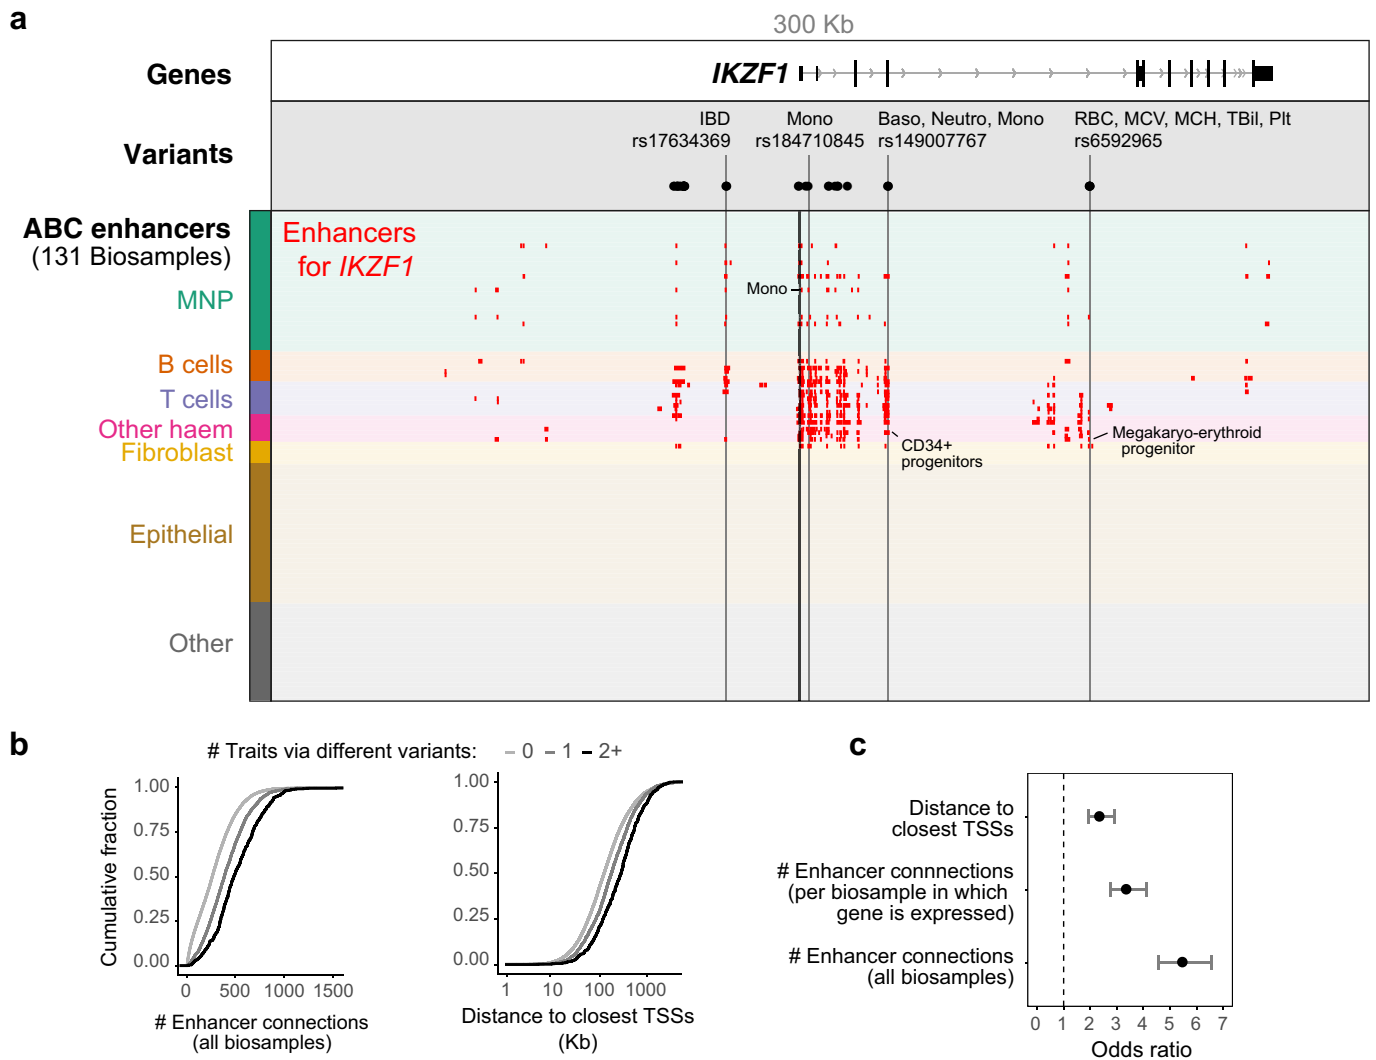 a
300 Kb
Genes
IKZF1
Variants
IBD
rs17634369
Mono
rs184710845
Baso, Neutro, Mono
rs149007767
RBC, MCV, MCH, TBil, Plt
rs6592965
ABC enhancers
(131 Biosamples)
Enhancers
for IKZF1
MNP
Mono
B cells
T cells
Other haem
Fibroblast
Epithelial
Other
CD34+
progenitors
Megakaryo-erythroid
progenitor
b
# Traits via different variants: 0 1 2+
Cumulative fraction
1.00
0.75
0.50
0.25
0.00
0 500 1000 1500
# Enhancer connections
(all biosamples)
1.00
0.75
0.50
0.25
0.00
1 10 100 1000
Distance to closest TSSs
(Kb)
c
Distance to
closest TSSs
# Enhancer connnections
(per biosample in which
gene is expressed)
# Enhancer connections
(all biosamples)
0 1 2 3 4 5 6 7
Odds ratio